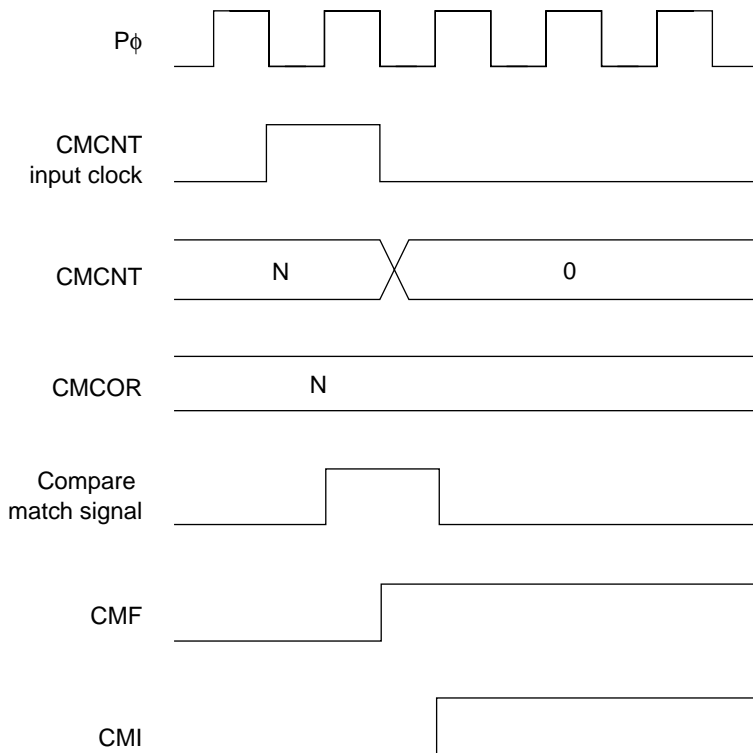 Pϕ
CMCNT
input clock
CMCNT
N
0
CMCOR
N
Compare
match signal
CMF
CMI